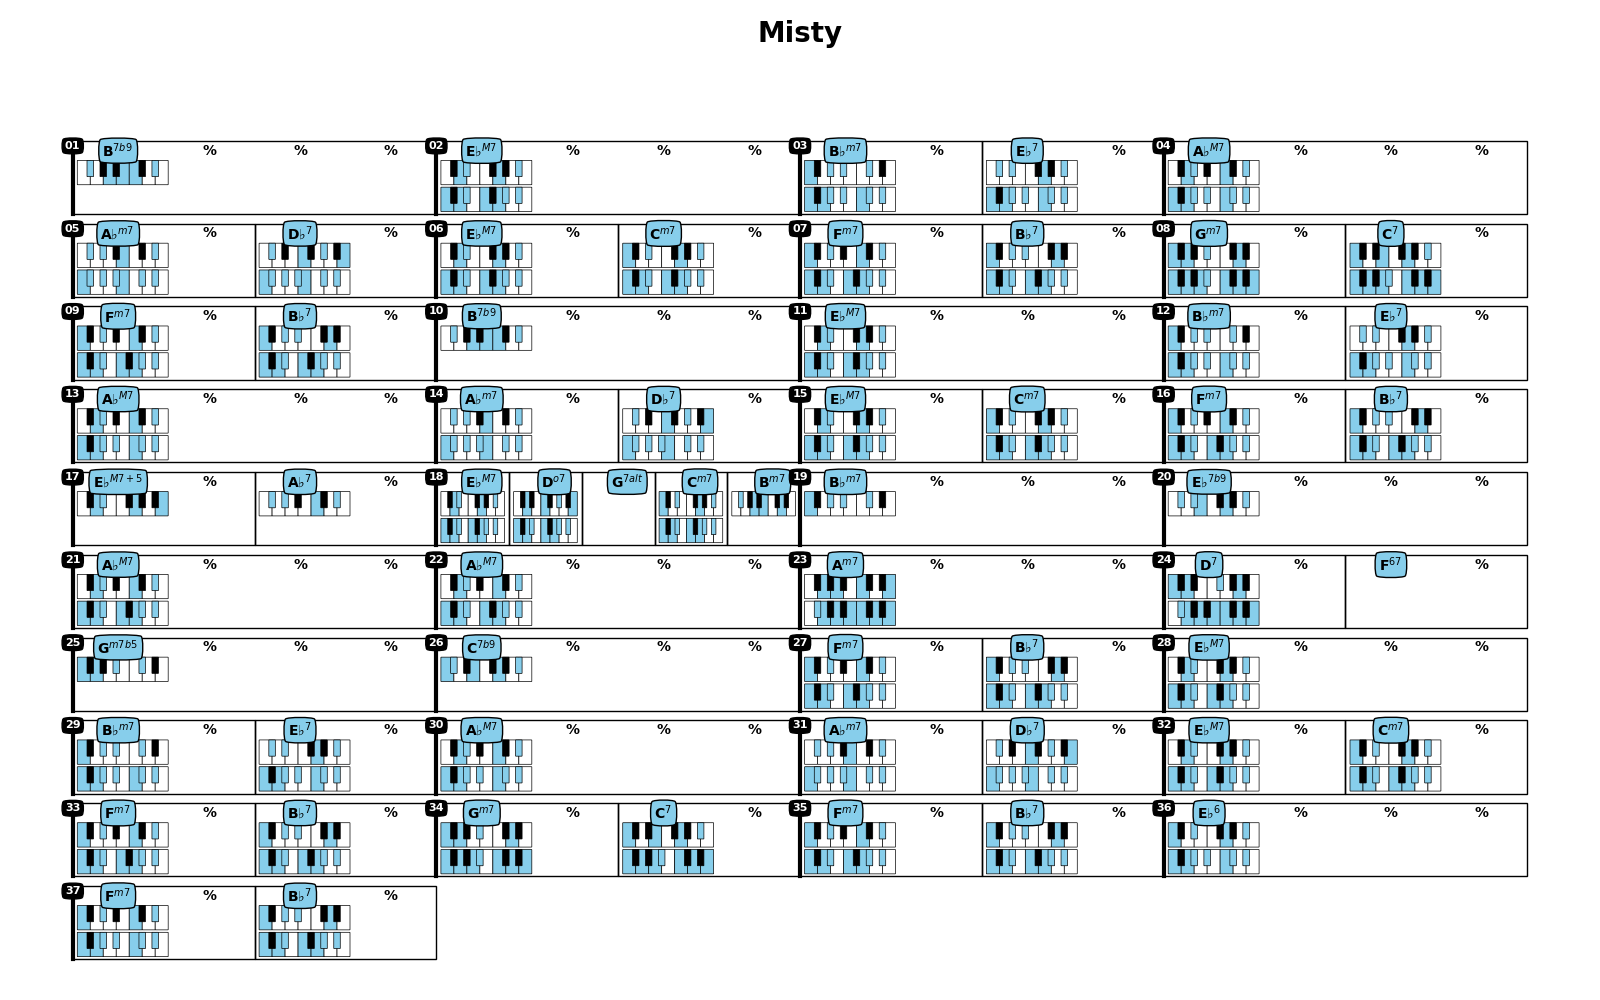 Misty
01 B7b9 % % % 02 E♭M7 % % % 03 B♭m7 % E♭7 % 04 A♭M7 % % %
05 A♭m7 % D♭7 % 06 E♭M7 % Cm7 % 07 Fm7 % B♭7 % 08 Gm7 % C7 %
09 Fm7 % B♭7 % 10 B7b9 % % % 11 E♭M7 % % % 12 B♭m7 % E♭7 %
13 A♭M7 % % % 14 A♭m7 % D♭7 % 15 E♭M7 % Cm7 % 16 Fm7 % B♭7 %
17 E♭M7+5 % A♭7 % 18 E♭M7 Do7 G7alt Cm7 Bm7 19 B♭m7 % % % 20 E♭7b9 % % %
21 A♭M7 % % % 22 A♭M7 % % % 23 Am7 % % % 24 D7 % F67 %
25 Gm7b5 % % % 26 C7b9 % % % 27 Fm7 % B♭7 % 28 E♭M7 % % %
29 B♭m7 % E♭7 % 30 A♭M7 % % % 31 A♭m7 % D♭7 % 32 E♭M7 % Cm7 %
33 Fm7 % B♭7 % 34 Gm7 % C7 % 35 Fm7 % B♭7 % 36 E♭6 % % %
37 Fm7 % B♭7 %